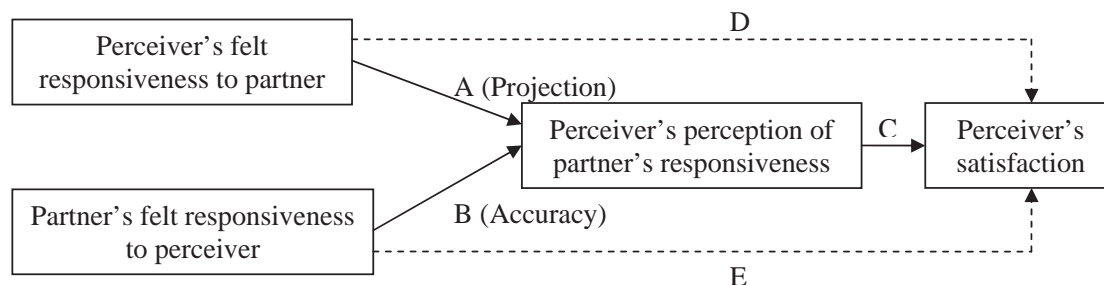 D
Perceiver’s felt
responsiveness to partner
A (Projection)
Perceiver’s perception of
partner’s responsiveness
C
Perceiver’s
satisfaction
B (Accuracy)
Partner’s felt responsiveness
to perceiver
E